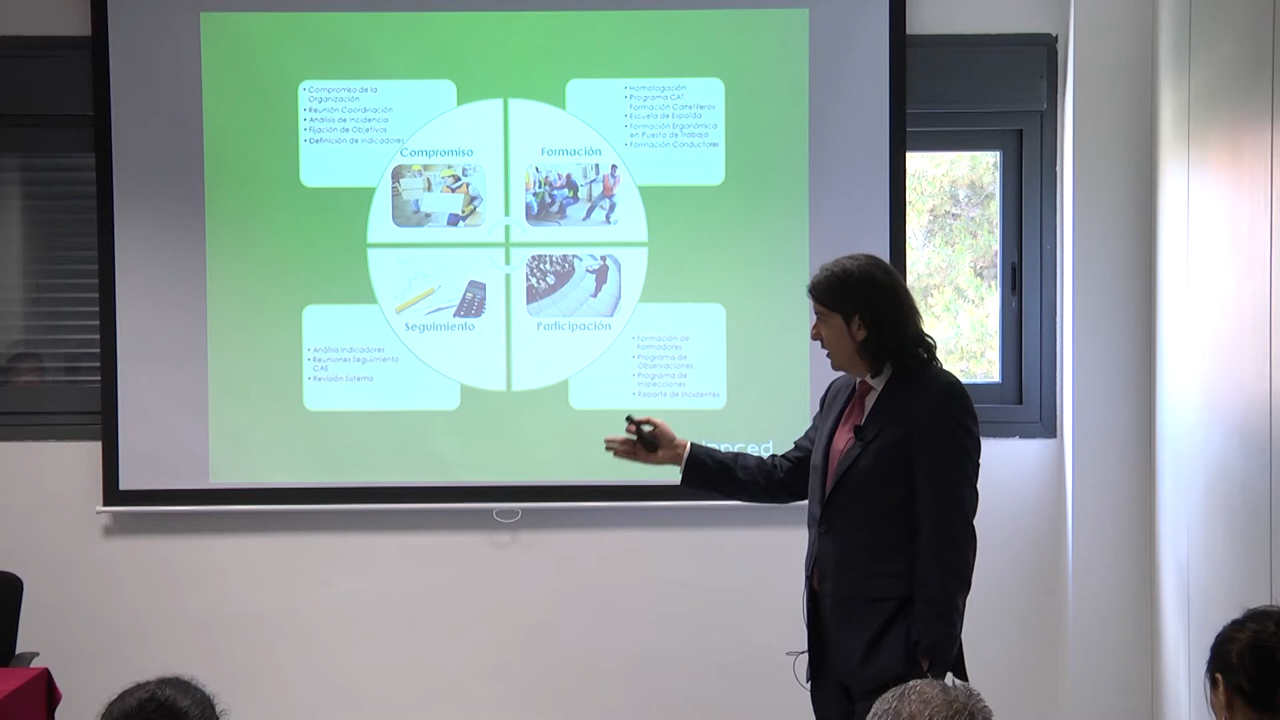 • Compromiso de la
Organización
• Reunión Coordinación
• Análisis de Incidencia
• Fijación de Objetivos
• Definición de Indicadores
Compromiso
• Homologación
• Programa CAT.
Formación Carretilleros
• Escuela de Espalda
• Formación Ergonómica
en Puesto de Trabajo
• Formación Conductores
Formación
Seguimiento
• Análisis Indicadores
• Reuniones Seguimiento
CAE
• Revisión Sistema
Participación
• Formación de
Formadores
• Programa de
Observaciones
• Programa de
Inspecciones
• Reporte de Incidentes